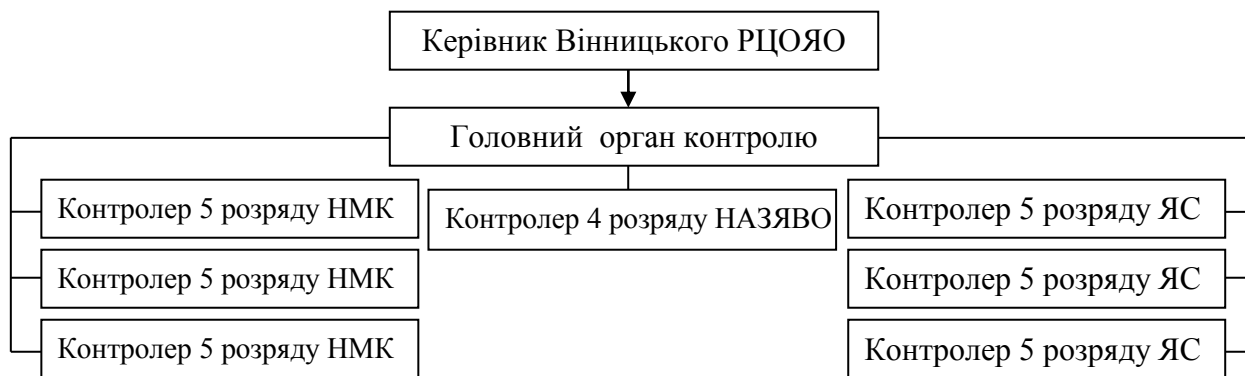 Керівник Вінницького РЦОЯО
Головний орган контролю
Контролер 5 розряду НМК
Контролер 5 розряду НМК
Контролер 5 розряду НМК
Контролер 4 розряду НАЗЯВО
Контролер 5 розряду ЯС
Контролер 5 розряду ЯС
Контролер 5 розряду ЯС